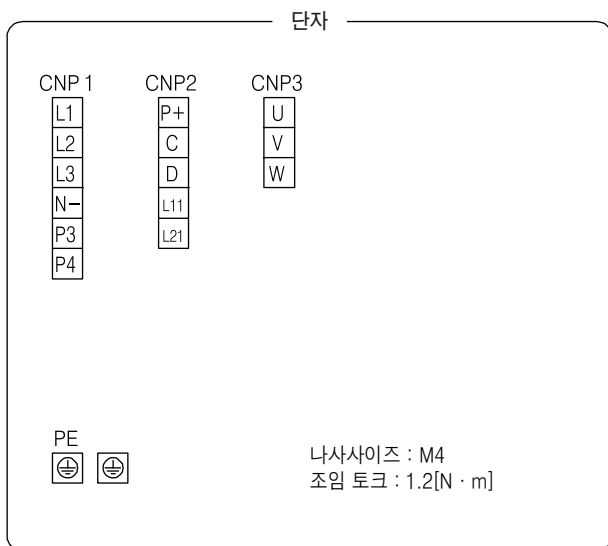 단자
CNP1 CNP2 CNP3
L1 P+ U
L2 C V
L3 D W
N− L11
P3 L21
P4
PE
나사사이즈 : M4
조임 토크 : 1.2[N · m]